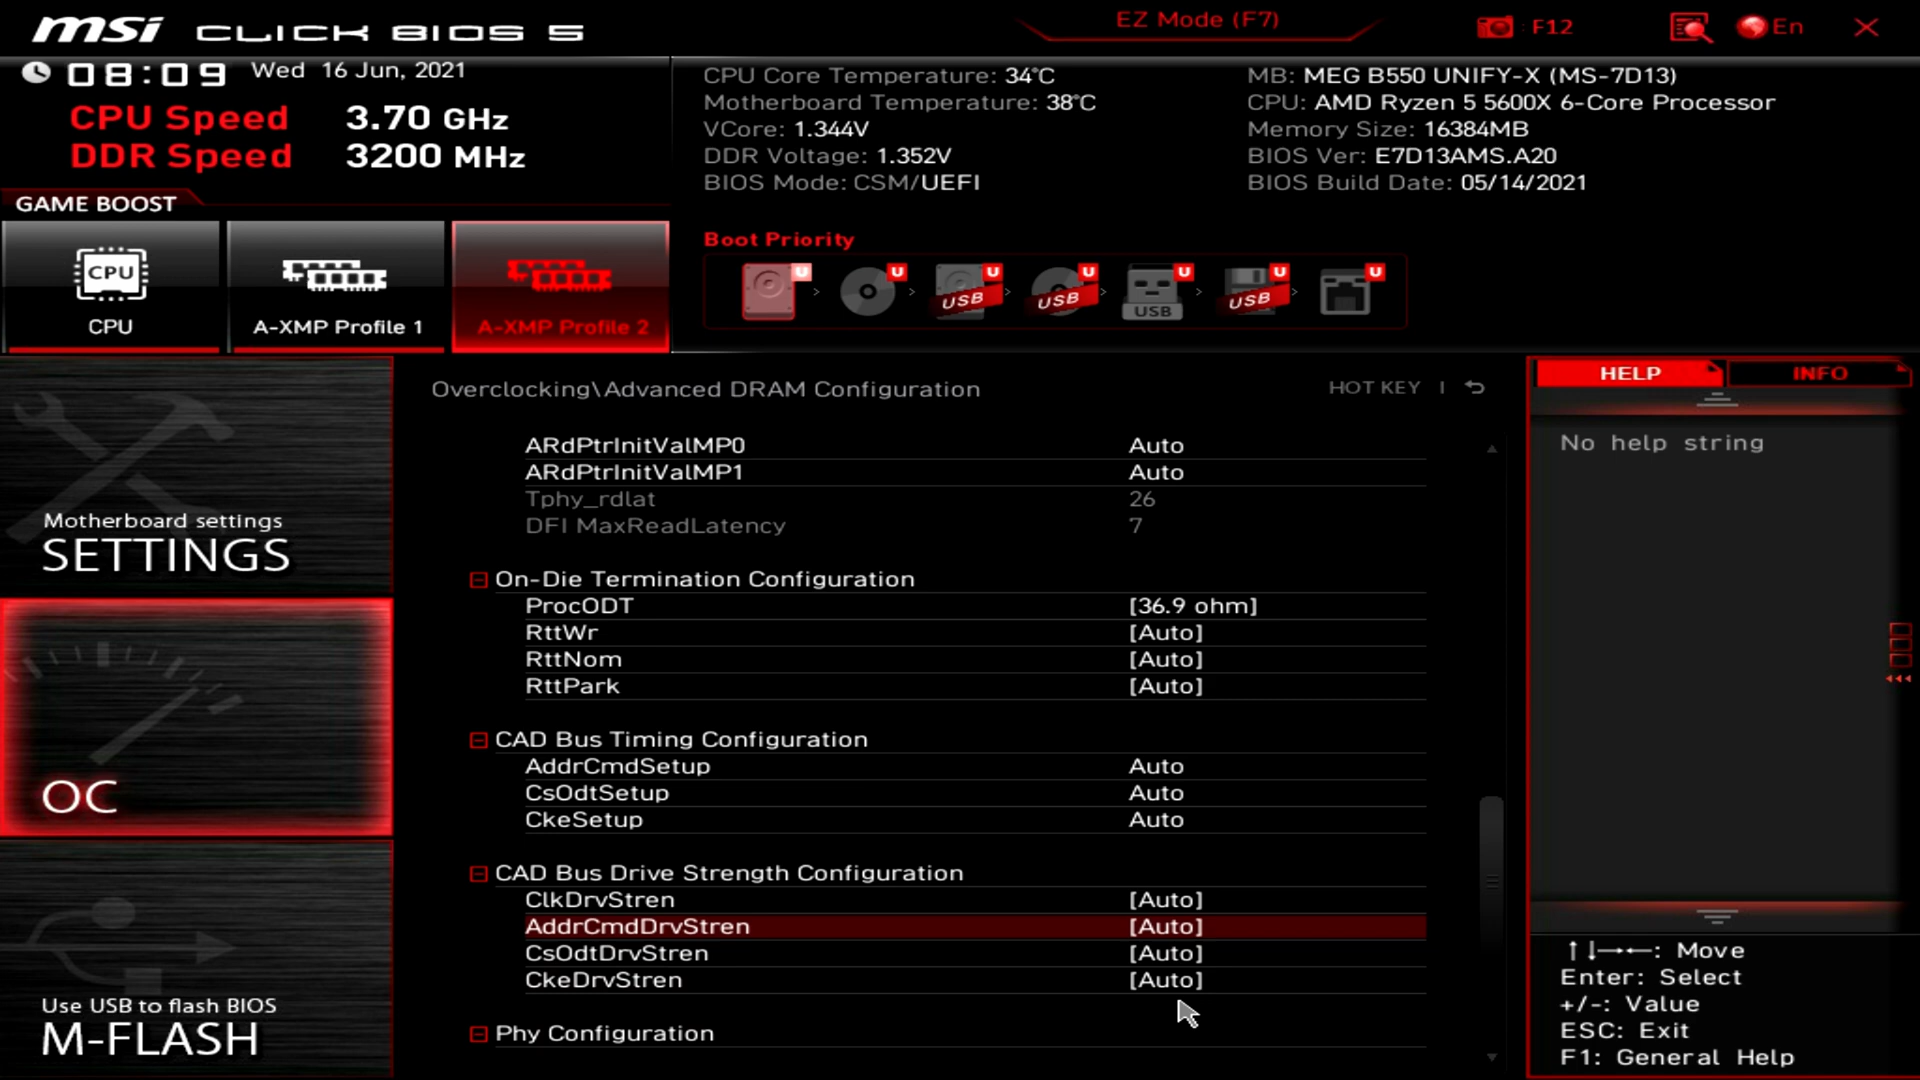 msi CLICK BIOS 5
EZ Mode (F7)
: F12
En
08:09 Wed 16 Jun, 2021
CPU Speed 3.70 GHz
DDR Speed 3200 MHz
CPU Core Temperature: 34°C
Motherboard Temperature: 38°C
VCore: 1.344V
DDR Voltage: 1.352V
BIOS Mode: CSM/UEFI
MB: MEG B550 UNIFY-X (MS-7D13)
CPU: AMD Ryzen 5 5600X 6-Core Processor
Memory Size: 16384MB
BIOS Ver: E7D13AMS.A20
BIOS Build Date: 05/14/2021
GAME BOOST
CPU
CPU
A-XMP Profile 1
A-XMP Profile 2
Boot Priority
U U U U U U U
USB USB USB USB
Motherboard settings
SETTINGS
OC
Use USB to flash BIOS
M-FLASH
Overclocking\Advanced DRAM Configuration
HOT KEY |
ARdPtrInitValMP0 Auto
ARdPtrInitValMP1 Auto
Tphy_rdlat 26
DFI MaxReadLatency 7
On-Die Termination Configuration
ProcODT [36.9 ohm]
RttWr [Auto]
RttNom [Auto]
RttPark [Auto]
CAD Bus Timing Configuration
AddrCmdSetup Auto
CsOdtSetup Auto
CkeSetup Auto
CAD Bus Drive Strength Configuration
ClkDrvStren [Auto]
AddrCmdDrvStren [Auto]
CsOdtDrvStren [Auto]
CkeDrvStren [Auto]
Phy Configuration
HELP
INFO
No help string
↑↓→←: Move
Enter: Select
+/-: Value
ESC: Exit
F1: General Help